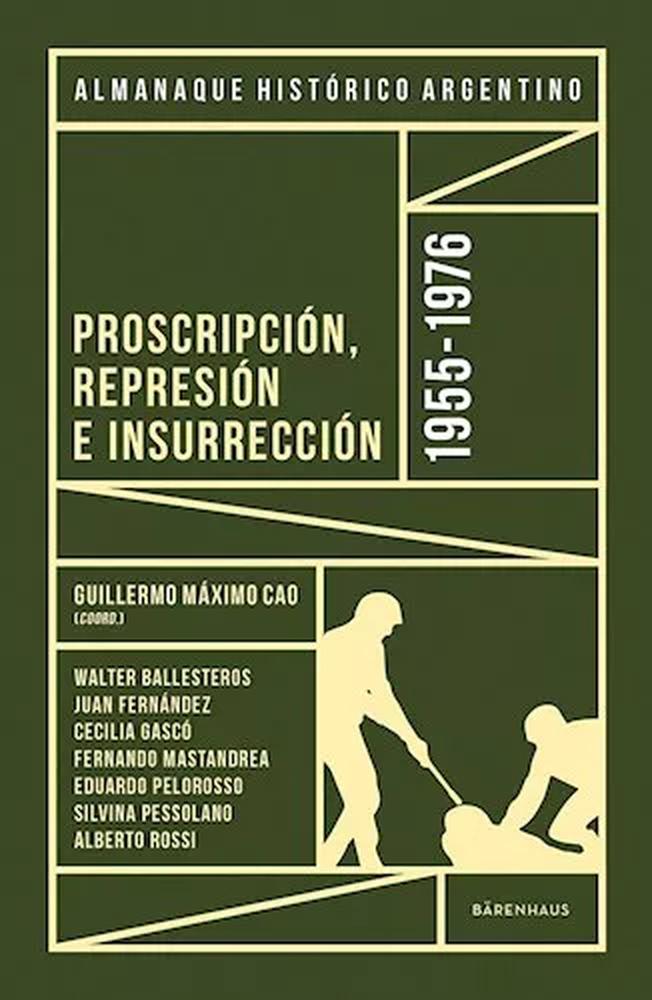 ALMANAQUE HISTÓRICO ARGENTINO
PROSCRIPCIÓN,
REPRESIÓN
E INSURRECCIÓN
1955-1976
GUILLERMO MÁXIMO CAO
(COORD.)
WALTER BALLESTEROS
JUAN FERNÁNDEZ
CECILIA GASCÓ
FERNANDO MASTANDREA
EDUARDO PELOROSSO
SILVINA PESSOLANO
ALBERTO ROSSI
BÄRENHAUS